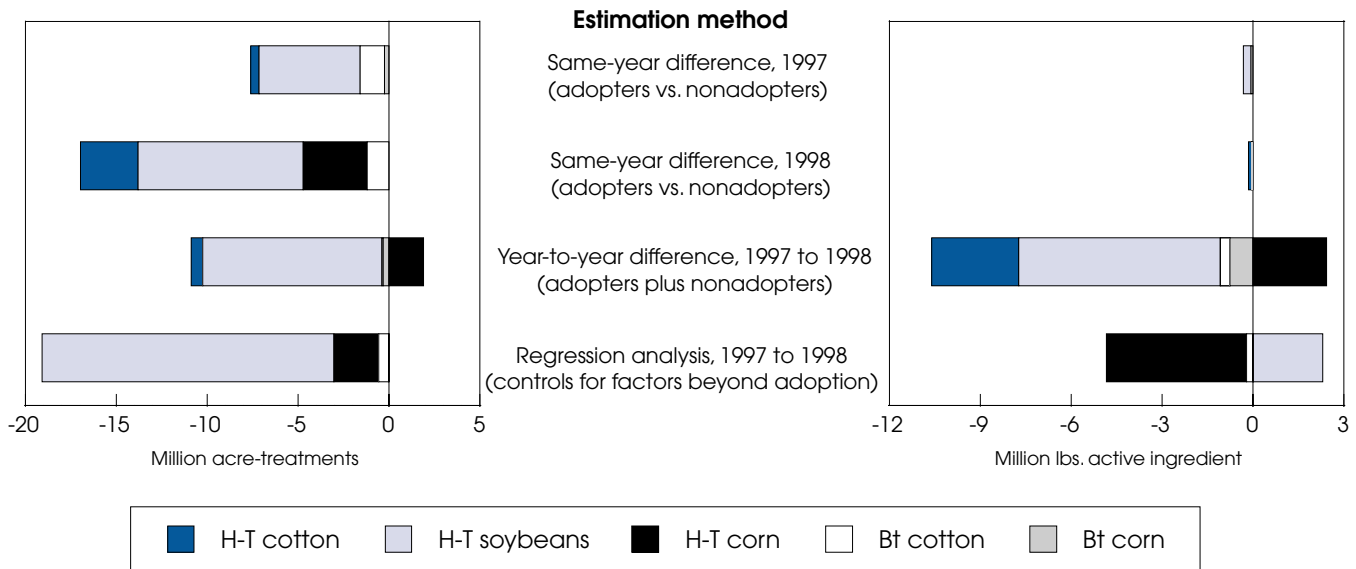 Estimation method
Same-year difference, 1997
(adopters vs. nonadopters)
Same-year difference, 1998
(adopters vs. nonadopters)
Year-to-year difference, 1997 to 1998
(adopters plus nonadopters)
Regression analysis, 1997 to 1998
(controls for factors beyond adoption)
-20 -15 -10 -5 0 5
Million acre-treatments
-12 -9 -6 -3 0 3
Million lbs. active ingredient
H-T cotton H-T soybeans H-T corn Bt cotton Bt corn